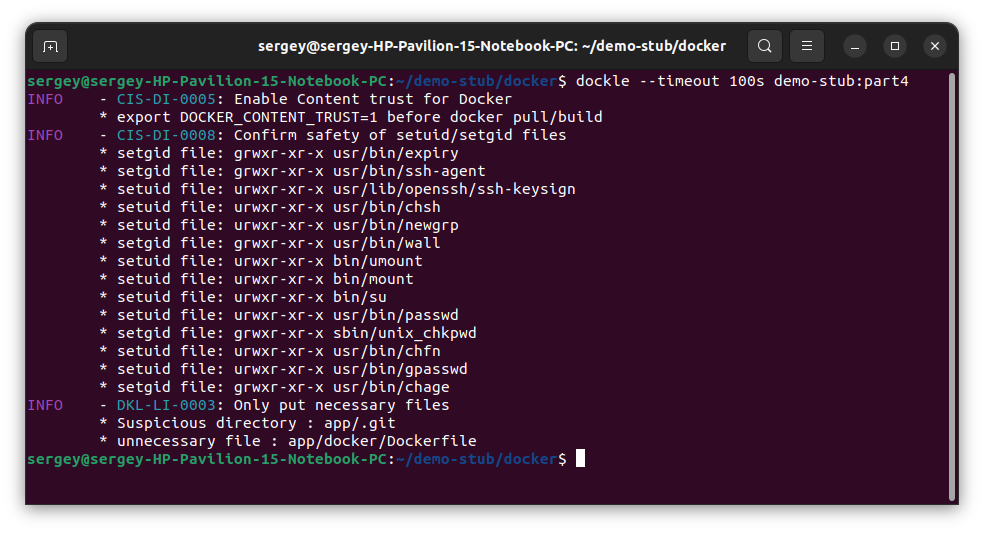 sergey@sergey-HP-Pavilion-15-Notebook-PC: ~/demo-stub/docker
sergey@sergey-HP-Pavilion-15-Notebook-PC:~/demo-stub/docker$ dockle --timeout 100s demo-stub:part4
INFO    - CIS-DI-0005: Enable Content trust for Docker
        * export DOCKER_CONTENT_TRUST=1 before docker pull/build
INFO    - CIS-DI-0008: Confirm safety of setuid/setgid files
        * setgid file: grwxr-xr-x usr/bin/expiry
        * setgid file: grwxr-xr-x usr/bin/ssh-agent
        * setuid file: urwxr-xr-x usr/lib/openssh/ssh-keysign
        * setuid file: urwxr-xr-x usr/bin/chsh
        * setuid file: urwxr-xr-x usr/bin/newgrp
        * setgid file: grwxr-xr-x usr/bin/wall
        * setuid file: urwxr-xr-x bin/umount
        * setuid file: urwxr-xr-x bin/mount
        * setuid file: urwxr-xr-x bin/su
        * setuid file: urwxr-xr-x usr/bin/passwd
        * setgid file: grwxr-xr-x sbin/unix_chkpwd
        * setuid file: urwxr-xr-x usr/bin/chfn
        * setuid file: urwxr-xr-x usr/bin/gpasswd
        * setgid file: grwxr-xr-x usr/bin/chage
INFO    - DKL-LI-0003: Only put necessary files
        * Suspicious directory : app/.git
        * unnecessary file : app/docker/Dockerfile
sergey@sergey-HP-Pavilion-15-Notebook-PC:~/demo-stub/docker$